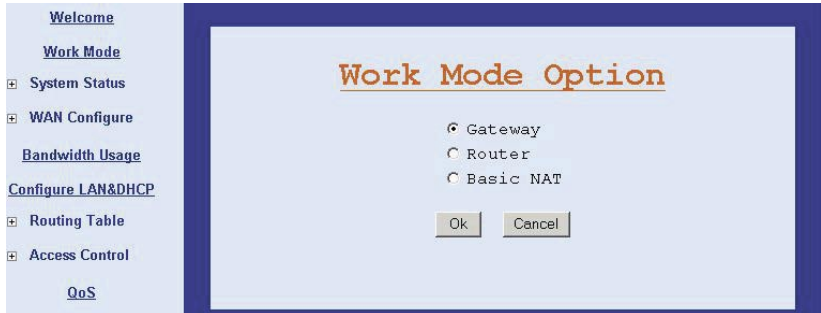 Welcome
Work Mode
System Status
WAN Configure
Bandwidth Usage
Configure LAN&DHCP
Routing Table
Access Control
QoS
Work Mode Option
Gateway
Router
Basic NAT
Ok Cancel